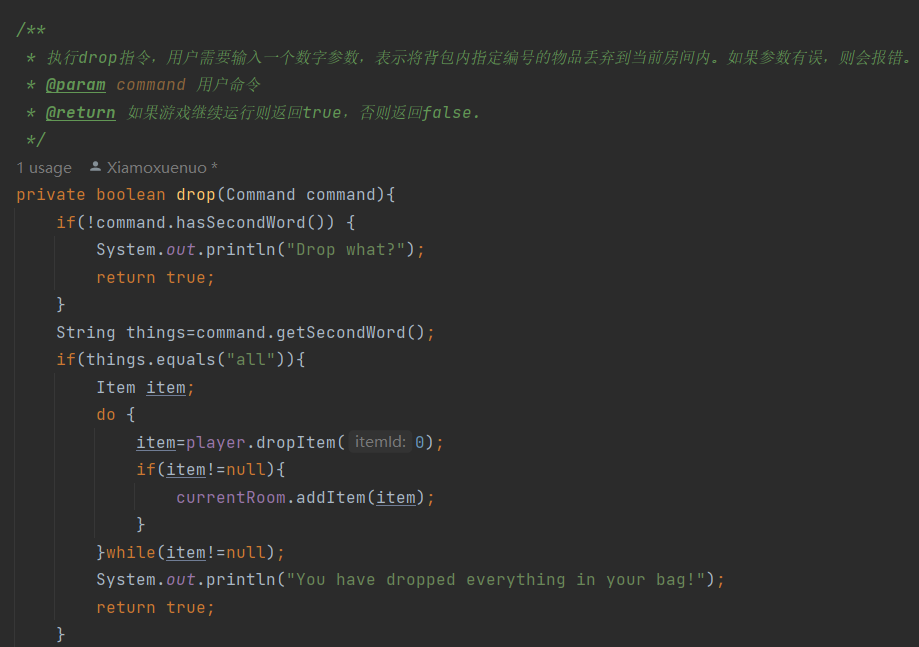 /**
 * 执行drop指令，用户需要输入一个数字参数，表示将背包内指定编号的物品丢弃到当前房间内。如果参数有误，则会报错。
 * @param command 用户命令
 * @return 如果游戏继续运行则返回true，否则返回false.
 */
1 usage Xiamoxuenuo *
private boolean drop(Command command){
    if(!command.hasSecondWord()) {
        System.out.println("Drop what?");
        return true;
    }
    String things=command.getSecondWord();
    if(things.equals("all")){
        Item item;
        do {
            item=player.dropItem( itemId: 0);
            if(item!=null){
                currentRoom.addItem(item);
            }
        }while(item!=null);
        System.out.println("You have dropped everything in your bag!");
        return true;
    }